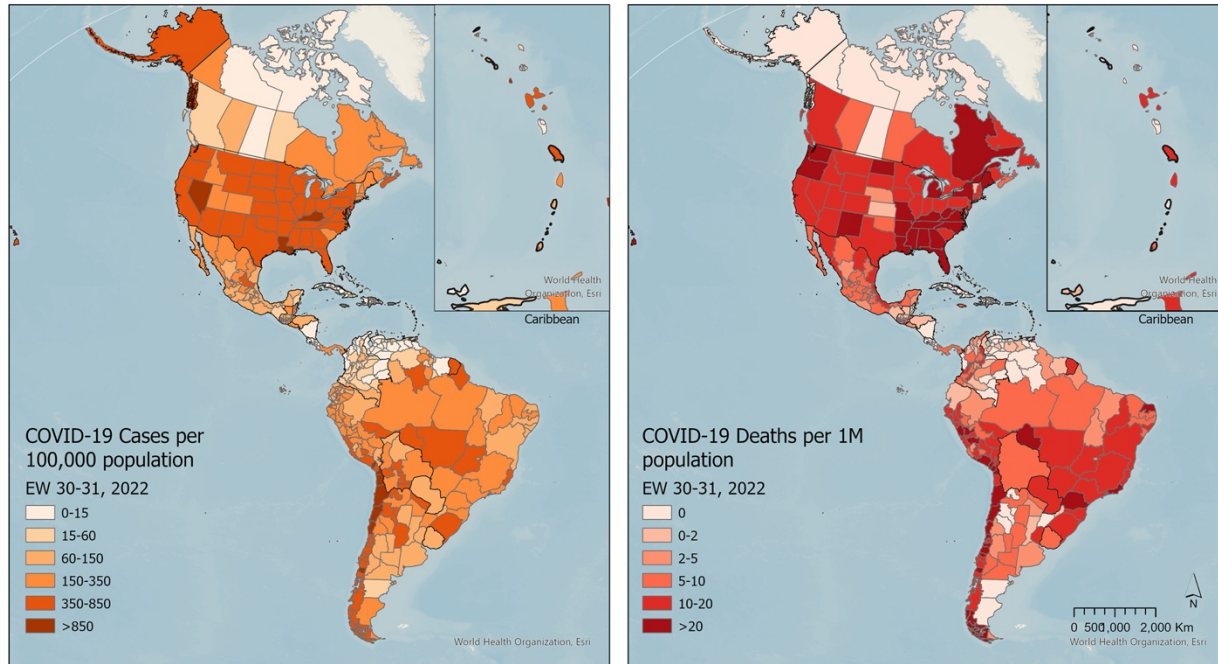 World Health
Organization, Esri
Caribbean
COVID-19 Cases per
100,000 population
EW 30-31, 2022
0-15
15-60
60-150
150-350
350-850
>850
World Health Organization, Esri
World Health
Organization, Esri
Caribbean
COVID-19 Deaths per 1M
population
EW 30-31, 2022
0
0-2
2-5
5-10
10-20
>20
N
0 5001,000 2,000 Km
World Health Organization, Esri